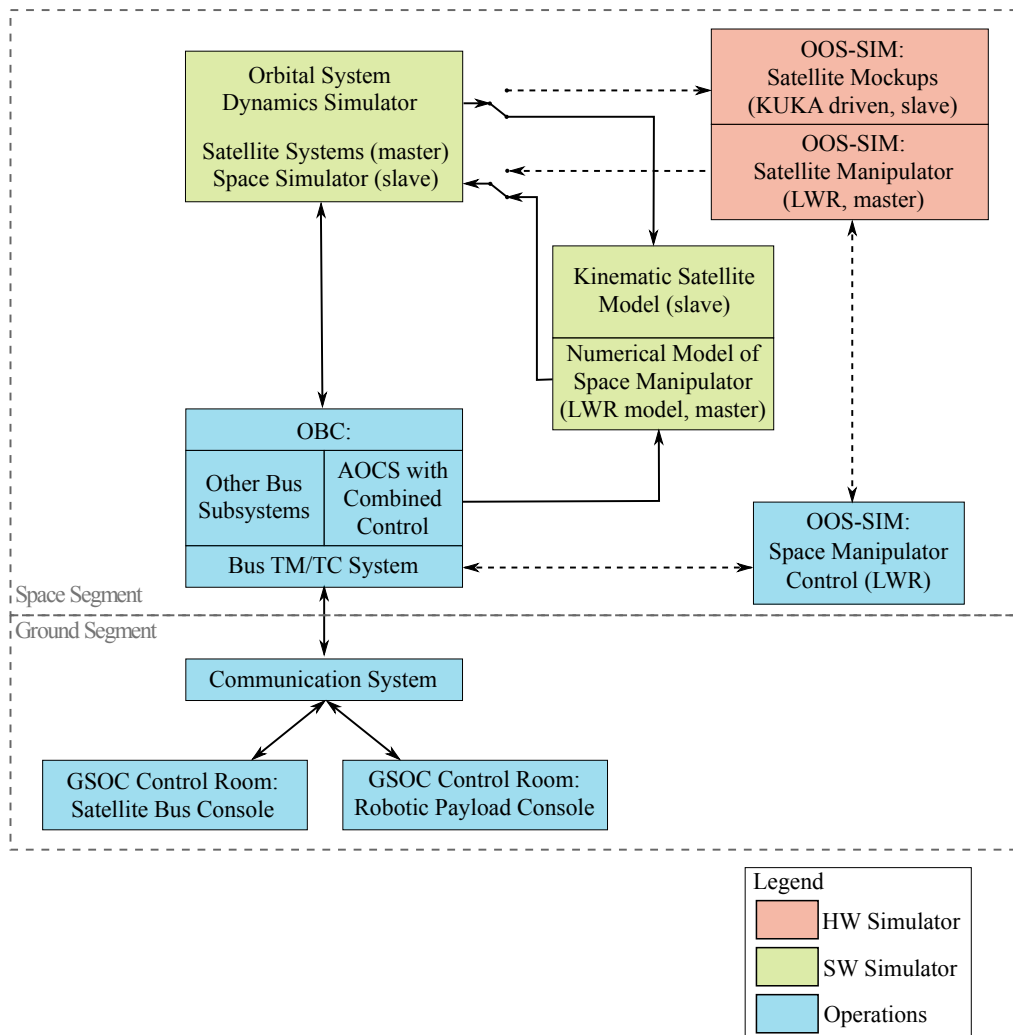 Orbital System
Dynamics Simulator
Satellite Systems (master)
Space Simulator (slave)
OOS-SIM:
Satellite Mockups
(KUKA driven, slave)
OOS-SIM:
Satellite Manipulator
(LWR, master)
Kinematic Satellite
Model (slave)
Numerical Model of
Space Manipulator
(LWR model, master)
OBC:
Other Bus
Subsystems
AOCS with
Combined
Control
Bus TM/TC System
OOS-SIM:
Space Manipulator
Control (LWR)
Space Segment
Ground Segment
Communication System
GSOC Control Room:
Satellite Bus Console
GSOC Control Room:
Robotic Payload Console
Legend
HW Simulator
SW Simulator
Operations